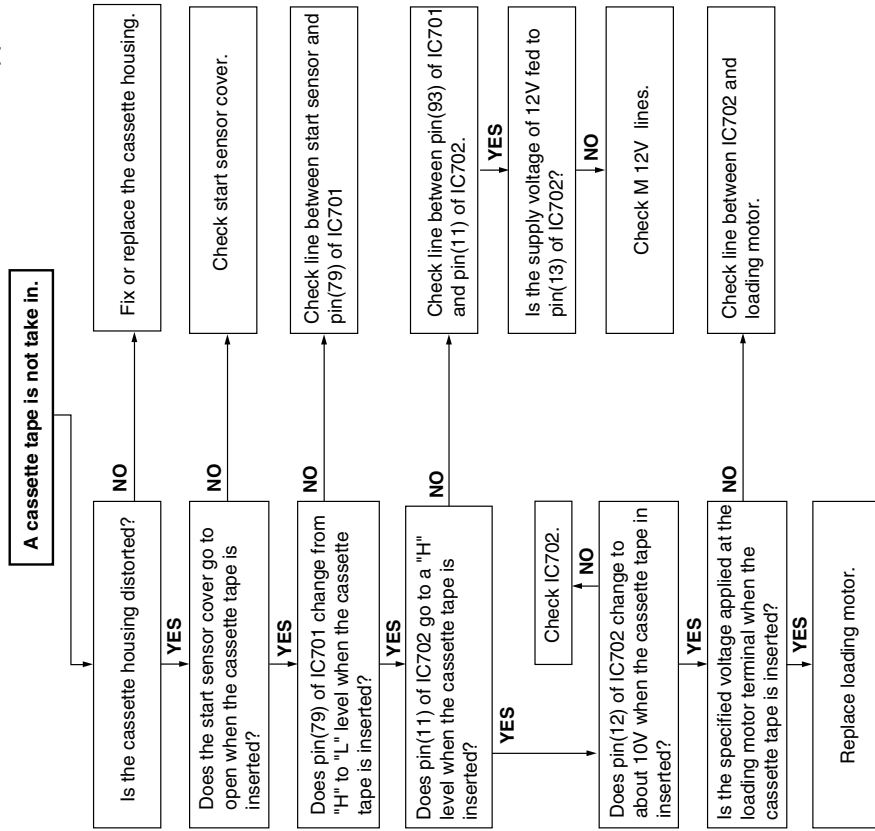 A cassette tape is not take in.
Is the cassette housing distorted?
NO
Fix or replace the cassette housing.
YES
Does the start sensor cover go to
open when the cassette tape is
inserted?
NO
Check start sensor cover.
YES
Does pin(79) of IC701 change from
"H" to "L" level when the cassette
tape is inserted?
NO
Check line between start sensor and
pin(79) of IC701
YES
Does pin(11) of IC702 go to a "H"
level when the cassette tape is
inserted?
NO
Check line between pin(93) of IC701
and pin(11) of IC702.
YES
Is the supply voltage of 12V fed to
pin(13) of IC702?
NO
Check M 12V lines.
YES
Check IC702.
NO
Does pin(12) of IC702 change to
about 10V when the cassette tape in
inserted?
YES
Is the specified voltage applied at the
loading motor terminal when the
cassette tape is inserted?
NO
Check line between IC702 and
loading motor.
YES
Replace loading motor.